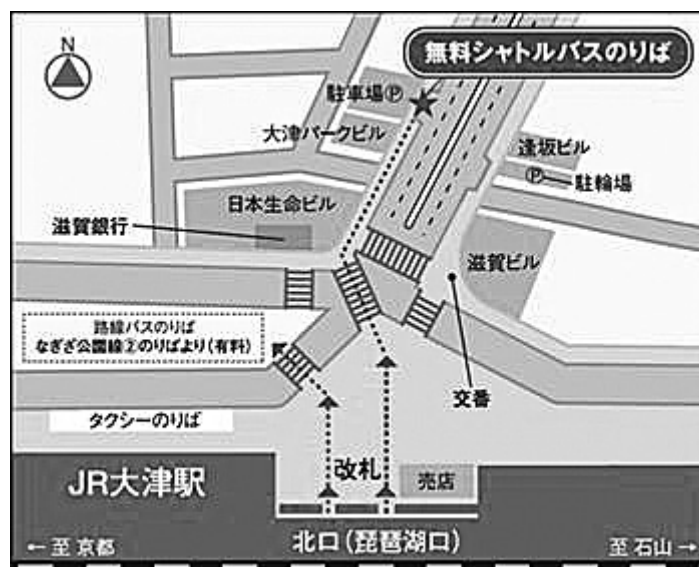 無料シャトルバスのりば
N
駐車場Ⓟ
大津パークビル
逢坂ビル
Ⓟ
駐輪場
日本生命ビル
滋賀銀行
滋賀ビル
路線バスのりば
なぎさ公園線②のりばより(有料)
交番
タクシーのりば
改札
売店
JR大津駅
北口(琵琶湖口)
← 至 京都
至 石山 →